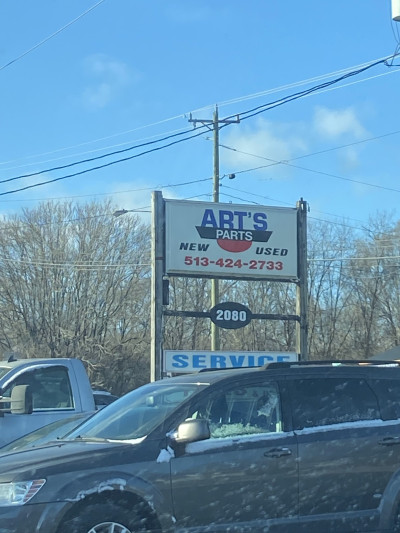 ART'S
PARTS
NEW USED
513-424-2733
2080
SERVICE